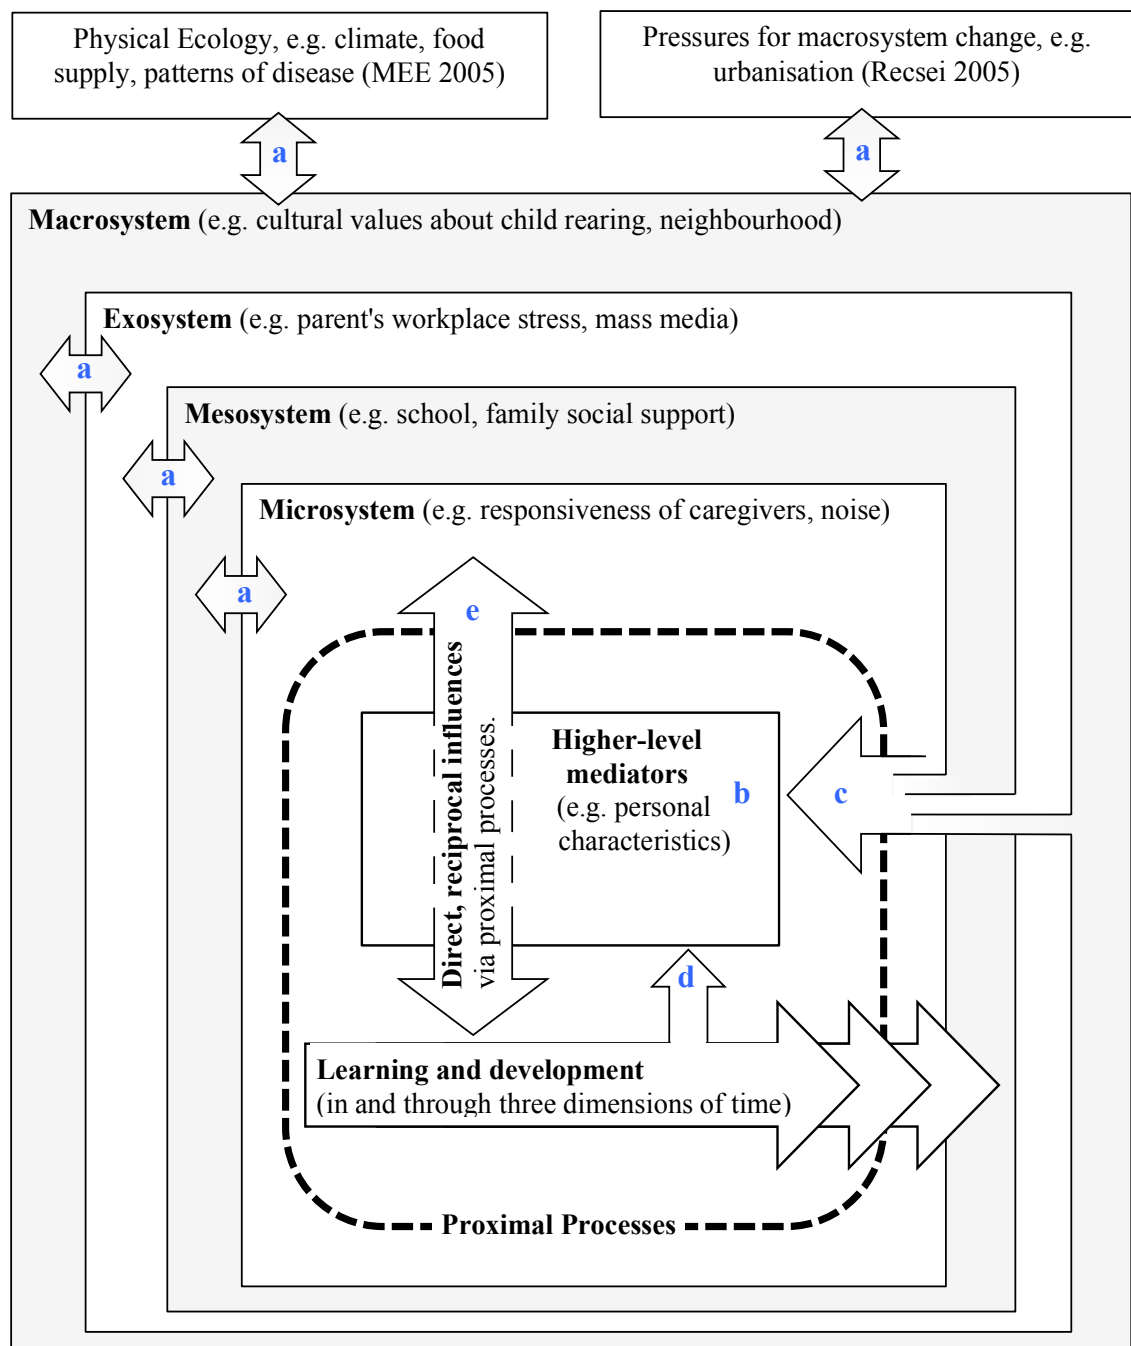 Physical Ecology, e.g. climate, food
supply, patterns of disease (MEE 2005)
Pressures for macrosystem change, e.g.
urbanisation (Recsei 2005)
a
a
Macrosystem (e.g. cultural values about child rearing, neighbourhood)
Exosystem (e.g. parent's workplace stress, mass media)
a
Mesosystem (e.g. school, family social support)
a
Microsystem (e.g. responsiveness of caregivers, noise)
a
e
Direct, reciprocal influences
via proximal processes.
Higher-level
mediators
(e.g. personal
characteristics)
b
c
d
Learning and development
(in and through three dimensions of time)
Proximal Processes